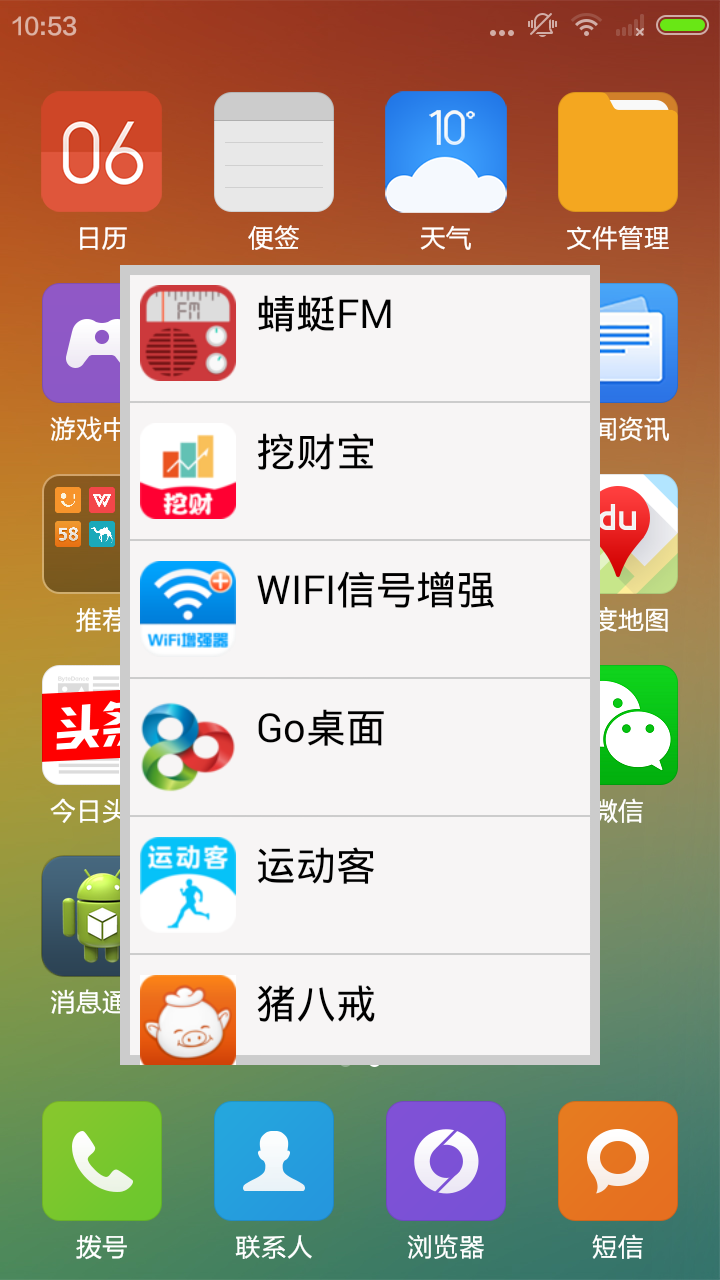 10:53
06
10°
日历
便签
天气
文件管理
FM
蜻蜓FM
游戏中
闻资讯
挖财
挖财宝
58
du
WiFi增强器
WIFI信号增强
推荐
度地图
头条
Go桌面
今日头
微信
运动客
运动客
消息通
猪八戒
拨号
联系人
浏览器
短信